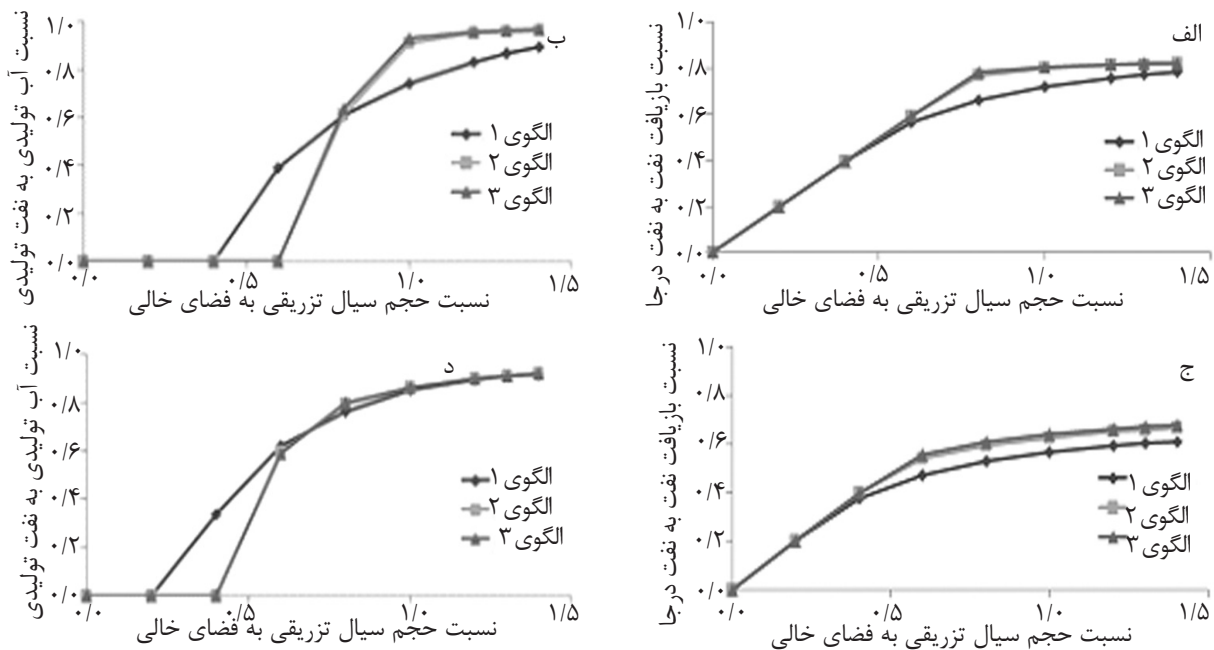 الف
نسبت بازیافت نفت به نفت درجا
۱/۰
۰/۸
۰/۶
۰/۴
۰/۲
۰/۰
الگوی ۱
الگوی ۲
الگوی ۳
۰/۰
۰/۵
۱/۰
۱/۵
نسبت حجم سیال تزریقی به فضای خالی
ب
نسبت آب تولیدی به نفت تولیدی
۱/۰
۰/۸
۰/۶
۰/۴
۰/۲
۰/۰
الگوی ۱
الگوی ۲
الگوی ۳
۰/۰
۰/۵
۱/۰
۱/۵
نسبت حجم سیال تزریقی به فضای خالی
ج
نسبت بازیافت نفت به نفت درجا
۱/۰
۰/۸
۰/۶
۰/۴
۰/۲
۰/۰
الگوی ۱
الگوی ۲
الگوی ۳
۰/۰
۰/۵
۱/۰
۱/۵
نسبت حجم سیال تزریقی به فضای خالی
د
نسبت آب تولیدی به نفت تولیدی
۱/۰
۰/۸
۰/۶
۰/۴
۰/۲
۰/۰
الگوی ۱
الگوی ۲
الگوی ۳
۰/۰
۰/۵
۱/۰
۱/۵
نسبت حجم سیال تزریقی به فضای خالی